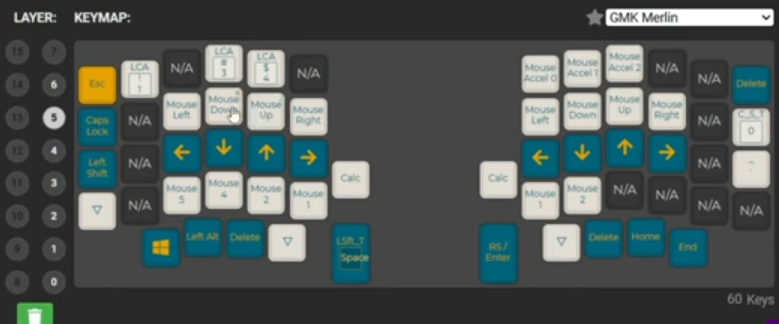 LAYER: KEYMAP: GMK Merlin
15 7
14 6
13 5
12 4
11 3
10 2
9 1
8 0
Esc
LCA
!
1
N/A
LCA
#
3
LCA
$
4
N/A
Caps
Lock
N/A
Mouse
Left
Mouse
Down
Mouse
Up
Mouse
Right
Left
Shift
N/A
N/A
Mouse
5
Mouse
4
Mouse
2
Mouse
1
Calc
Left Alt
Delete
LSft_T
Space
Mouse
Accel 0
Mouse
Accel 1
Mouse
Accel 2
N/A
N/A
Delete
Mouse
Left
Mouse
Down
Mouse
Up
Mouse
Right
N/A
C_S_T
0
N/A
Calc
Mouse
1
Mouse
2
N/A
N/A
N/A
N/A
RS /
Enter
Delete
Home
End
60 Keys